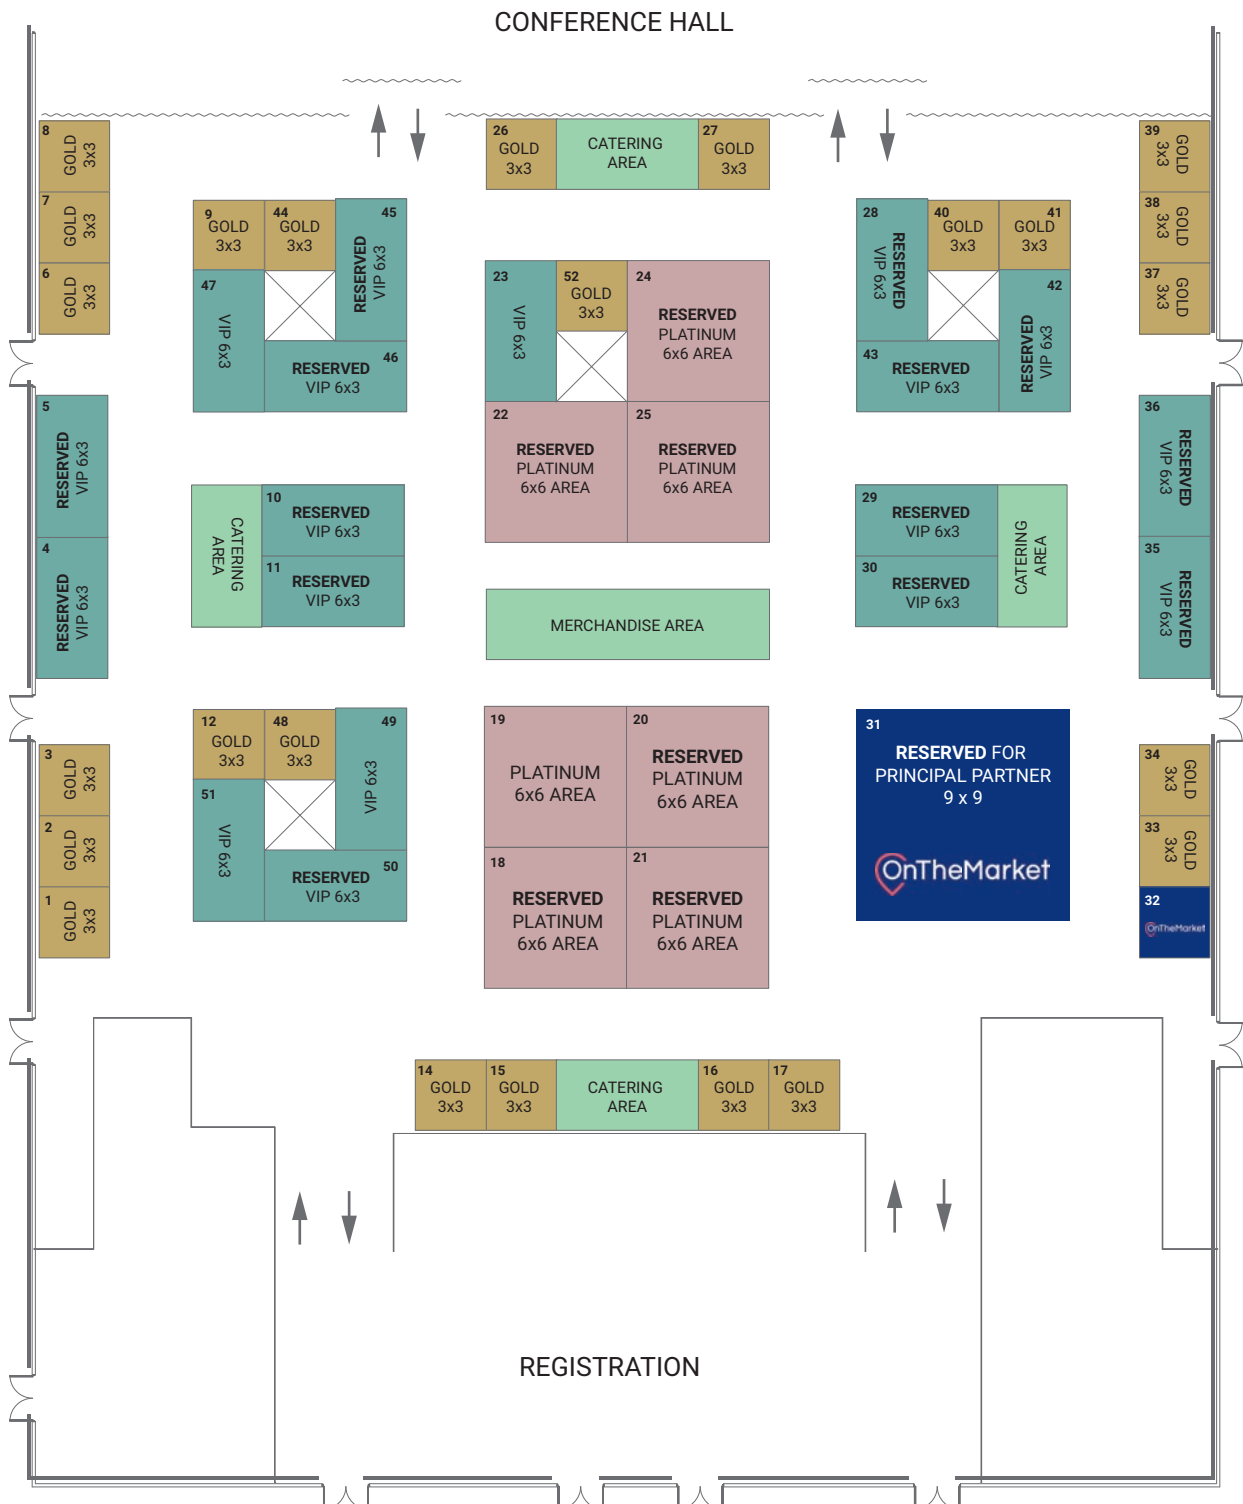 CONFERENCE HALL
8
GOLD
3x3
7
GOLD
3x3
6
GOLD
3x3
26
GOLD
3x3
CATERING
AREA
27
GOLD
3x3
39
GOLD
3x3
38
GOLD
3x3
37
GOLD
3x3
9
GOLD
3x3
44
GOLD
3x3
45
RESERVED
VIP 6x3
47
VIP 6x3
46
RESERVED
VIP 6x3
23
VIP 6x3
52
GOLD
3x3
24
RESERVED
PLATINUM
6x6 AREA
22
RESERVED
PLATINUM
6x6 AREA
25
RESERVED
PLATINUM
6x6 AREA
28
RESERVED
VIP 6x3
40
GOLD
3x3
41
GOLD
3x3
42
RESERVED
VIP 6x3
43
RESERVED
VIP 6x3
5
RESERVED
VIP 6x3
4
RESERVED
VIP 6x3
CATERING
AREA
10
RESERVED
VIP 6x3
11
RESERVED
VIP 6x3
MERCHANDISE AREA
29
RESERVED
VIP 6x3
30
RESERVED
VIP 6x3
CATERING
AREA
36
RESERVED
VIP 6x3
35
RESERVED
VIP 6x3
3
GOLD
3x3
2
GOLD
3x3
1
GOLD
3x3
12
GOLD
3x3
48
GOLD
3x3
49
VIP 6x3
51
VIP 6x3
50
RESERVED
VIP 6x3
19
PLATINUM
6x6 AREA
20
RESERVED
PLATINUM
6x6 AREA
18
RESERVED
PLATINUM
6x6 AREA
21
RESERVED
PLATINUM
6x6 AREA
31
RESERVED FOR
PRINCIPAL PARTNER
9 x 9
OnTheMarket
34
GOLD
3x3
33
GOLD
3x3
32
OnTheMarket
14
GOLD
3x3
15
GOLD
3x3
CATERING
AREA
16
GOLD
3x3
17
GOLD
3x3
REGISTRATION